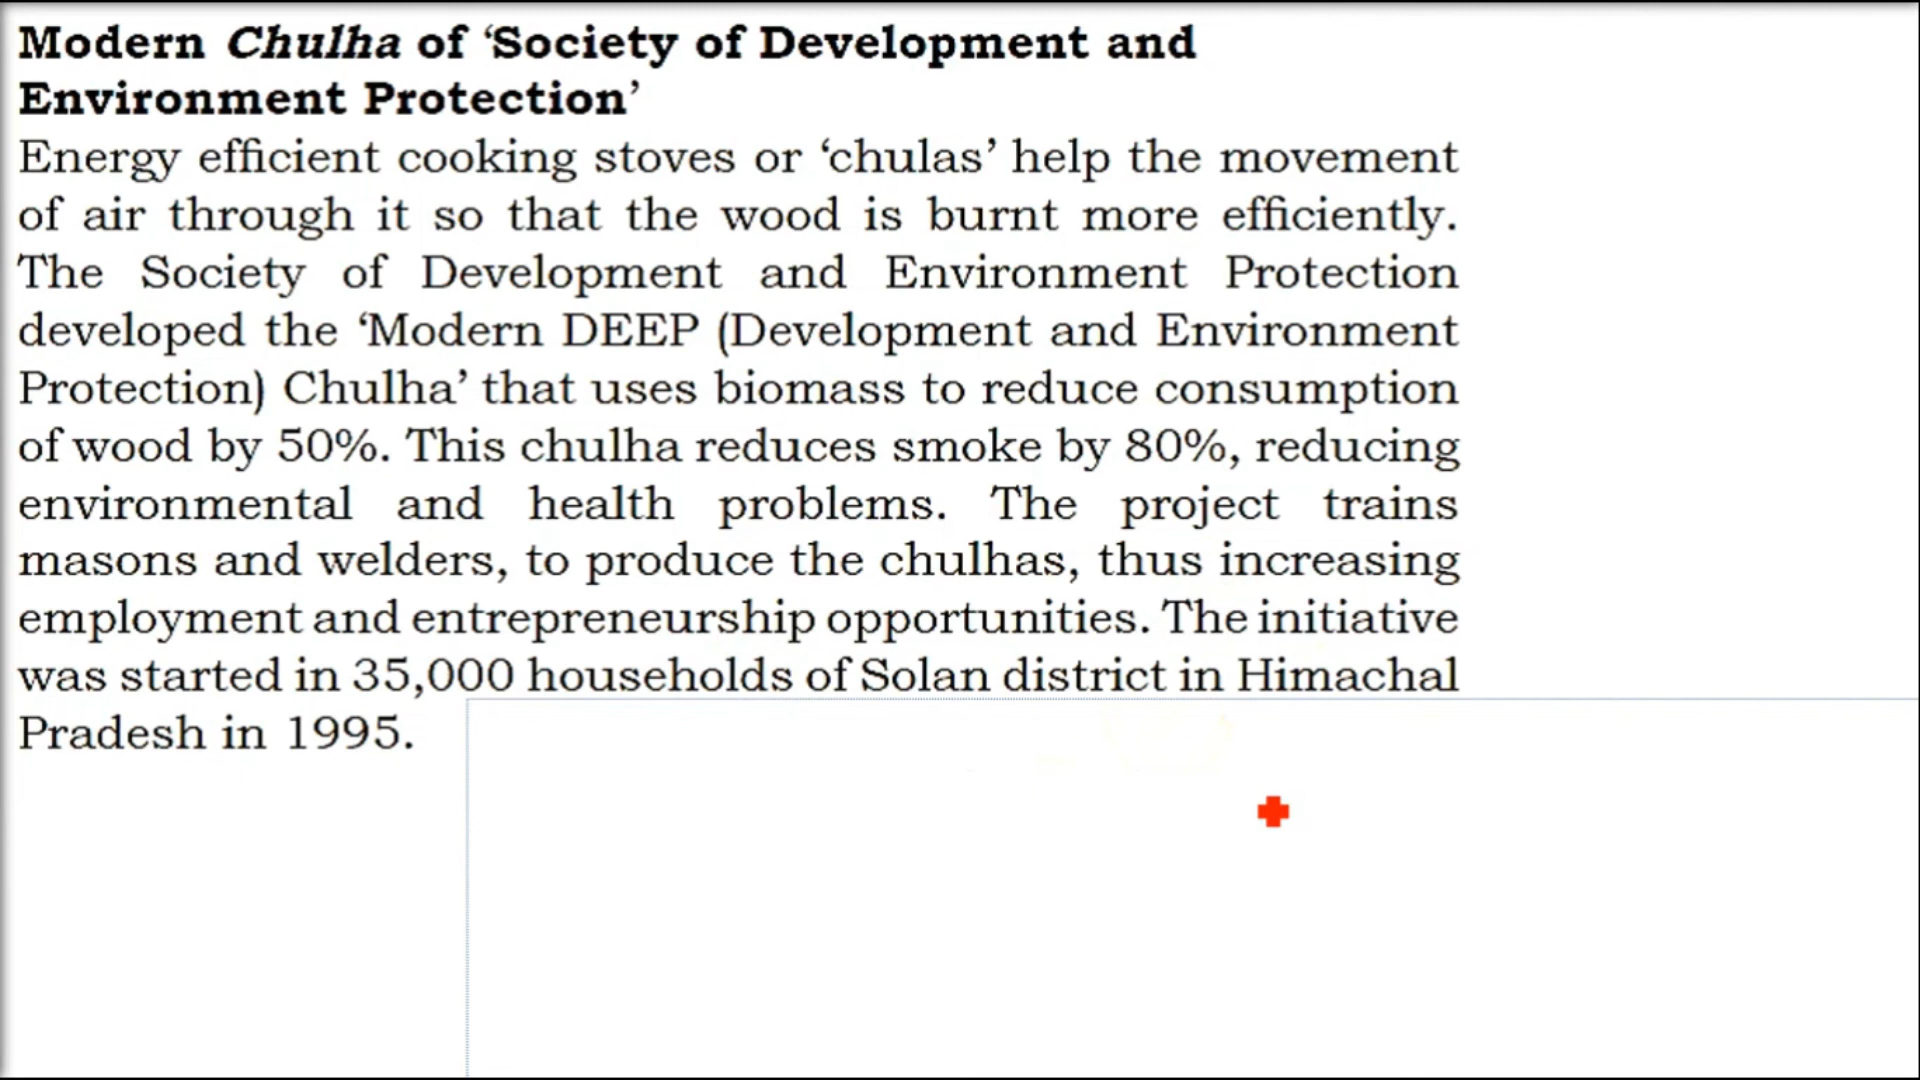 Modern Chulha of ‘Society of Development and
Environment Protection’
Energy efficient cooking stoves or ‘chulas’ help the movement
of air through it so that the wood is burnt more efficiently.
The Society of Development and Environment Protection
developed the ‘Modern DEEP (Development and Environment
Protection) Chulha’ that uses biomass to reduce consumption
of wood by 50%. This chulha reduces smoke by 80%, reducing
environmental and health problems. The project trains
masons and welders, to produce the chulhas, thus increasing
employment and entrepreneurship opportunities. The initiative
was started in 35,000 households of Solan district in Himachal
Pradesh in 1995.